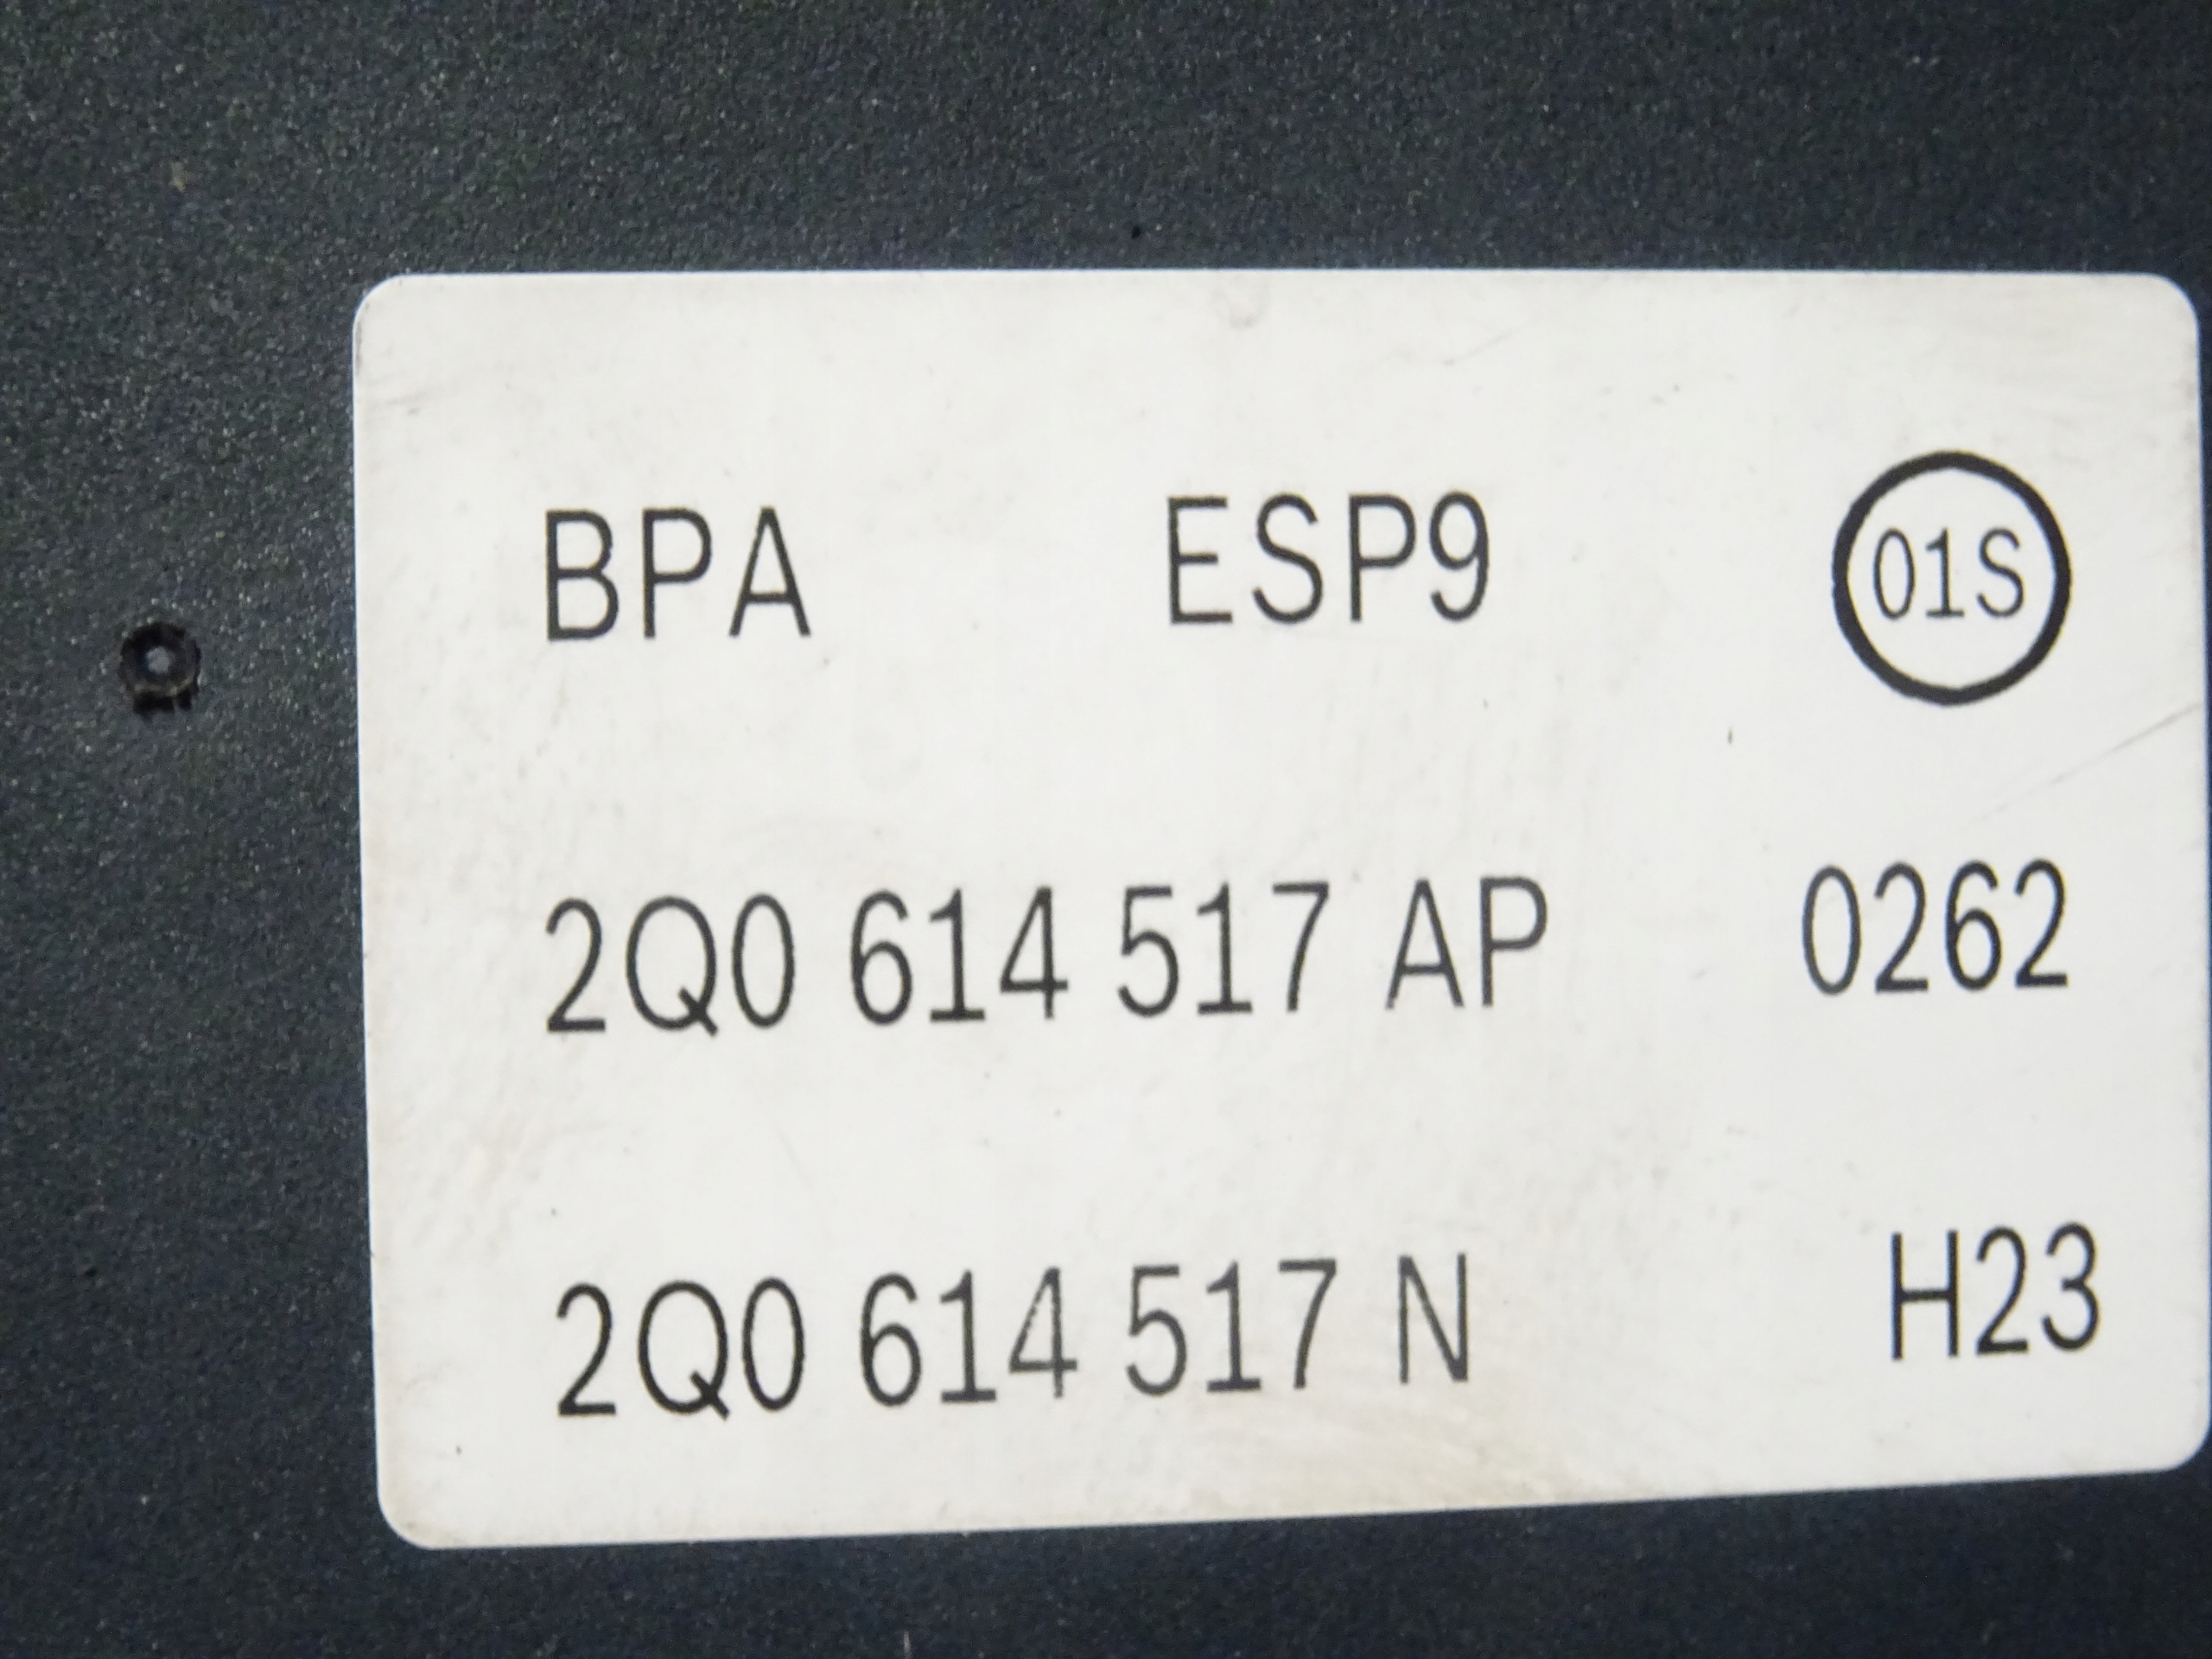 BPA ESP9 01S
2Q0 614 517 AP 0262
2Q0 614 517 N H23